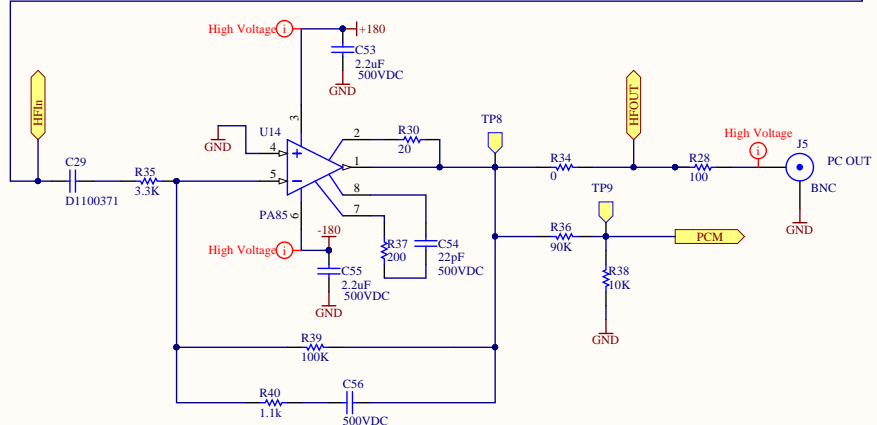 High Voltage i +180
C53
2.2uF
500VDC
GND
HFIn
3
TP8
HFOUT
U14
GND
4
5
2
1
8
7
6
R30
20
C29
D1100371
R35
3.3K
PA85
-180
High Voltage i
C55
2.2uF
500VDC
GND
R37
200
C54
22pF
500VDC
R34
0
R28
100
High Voltage
i
J5
PC OUT
BNC
GND
TP9
R36
90K
PCM
R38
10K
GND
R39
100K
R40
1.1k
C56
500VDC